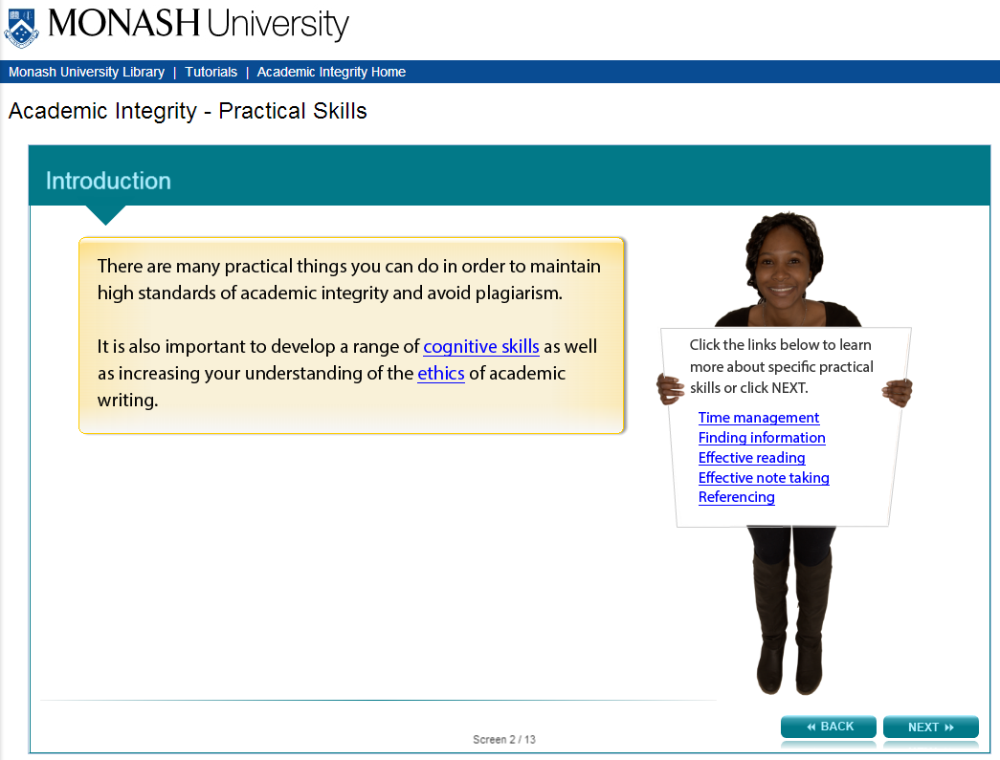 MONASH University
Monash University Library | Tutorials | Academic Integrity Home
Academic Integrity - Practical Skills
Introduction
There are many practical things you can do in order to maintain
high standards of academic integrity and avoid plagiarism.
It is also important to develop a range of cognitive skills as well
as increasing your understanding of the ethics of academic
writing.
Click the links below to learn
more about specific practical
skills or click NEXT.
Time management
Finding information
Effective reading
Effective note taking
Referencing
Screen 2 / 13
BACK
NEXT